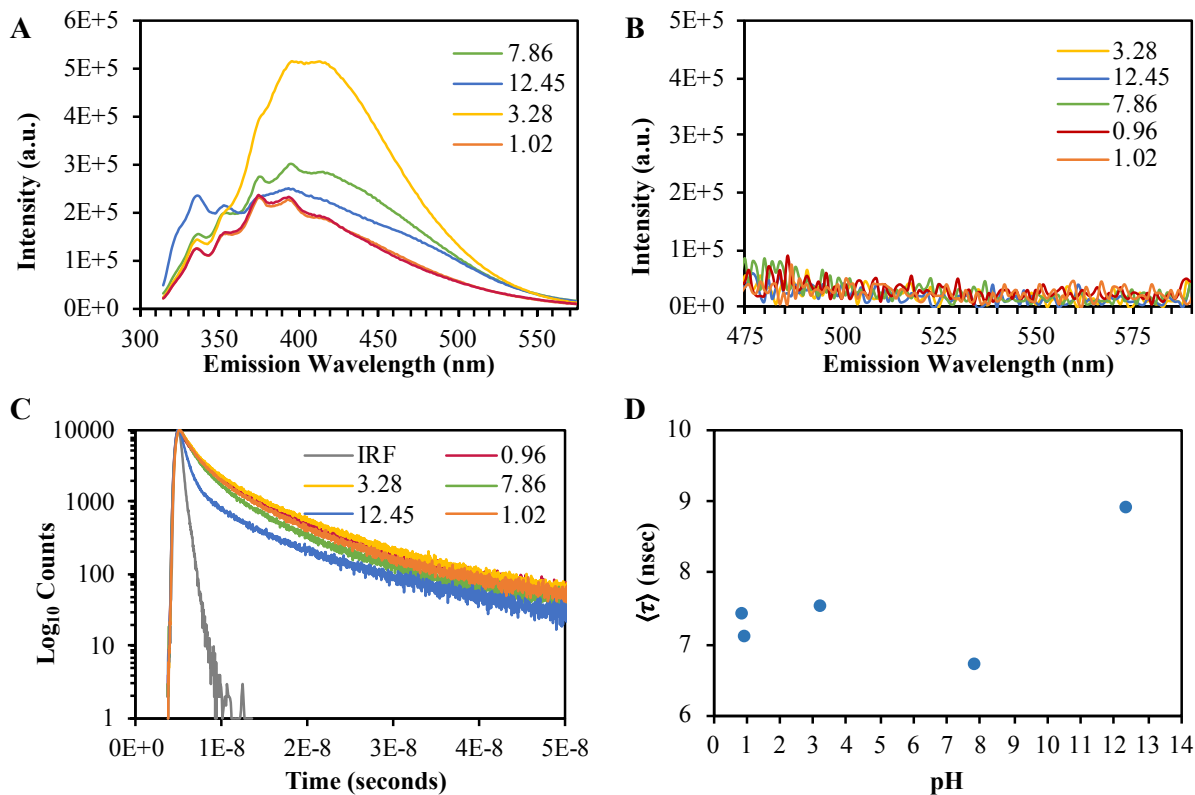 A
6E+5
5E+5
4E+5
3E+5
2E+5
1E+5
0E+0
Intensity (a.u.)
7.86
12.45
3.28
1.02
300 350 400 450 500 550
Emission Wavelength (nm)
B
5E+5
4E+5
3E+5
2E+5
1E+5
0E+0
Intensity (a.u.)
3.28
12.45
7.86
0.96
1.02
475 500 525 550 575
Emission Wavelength (nm)
C
10000
1000
100
10
1
Log10 Counts
IRF 0.96
3.28 7.86
12.45 1.02
0E+0 1E-8 2E-8 3E-8 4E-8 5E-8
Time (seconds)
D
10
9
8
7
6
⟨τ⟩ (nsec)
0 1 2 3 4 5 6 7 8 9 10 11 12 13 14
pH